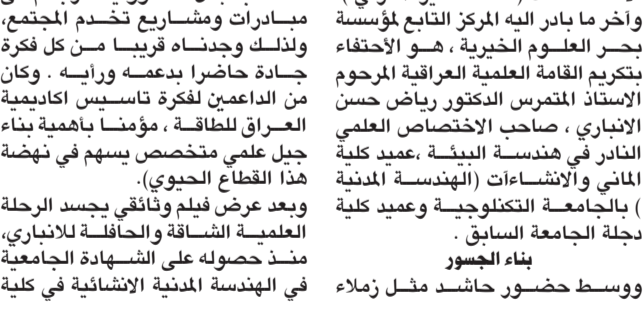 وآخر ما بادر اليه المركز التابع لمؤسسة
بحر العلوم الخيرية ، هو الأحتفاء
بتكريم القامة العلمية العراقية المرحوم
الاستاذ المتمرس الدكتور رياض حسن
الانباري ، صاحب الاختصاص العلمي
النادر في هندسة البيئة ،عميد كلية
الماني والانشاءآت (الهندسة المدنية
) بالجامعة التكنلوجية وعميد كلية
دجلة الجامعة السابق .
بناء الجسور
ووسط حضور حاشد مثل زملاء
مبادرات ومشاريع تخدم المجتمع،
ولذلك وجدناه قريبا من كل فكرة
جادة حاضرا بدعمه ورأيه . وكان
من الداعمين لفكرة تاسيس اكاديمية
العراق للطاقة ، مؤمنا بأهمية بناء
جيل علمي متخصص يسهم في نهضة
هذا القطاع الحيوي).
وبعد عرض فيلم وثائقي يجسد الرحلة
العلمية الشاقة والحافلة للانباري،
منذ حصوله على الشهادة الجامعية
في الهندسة المدنية الانشائية في كلية